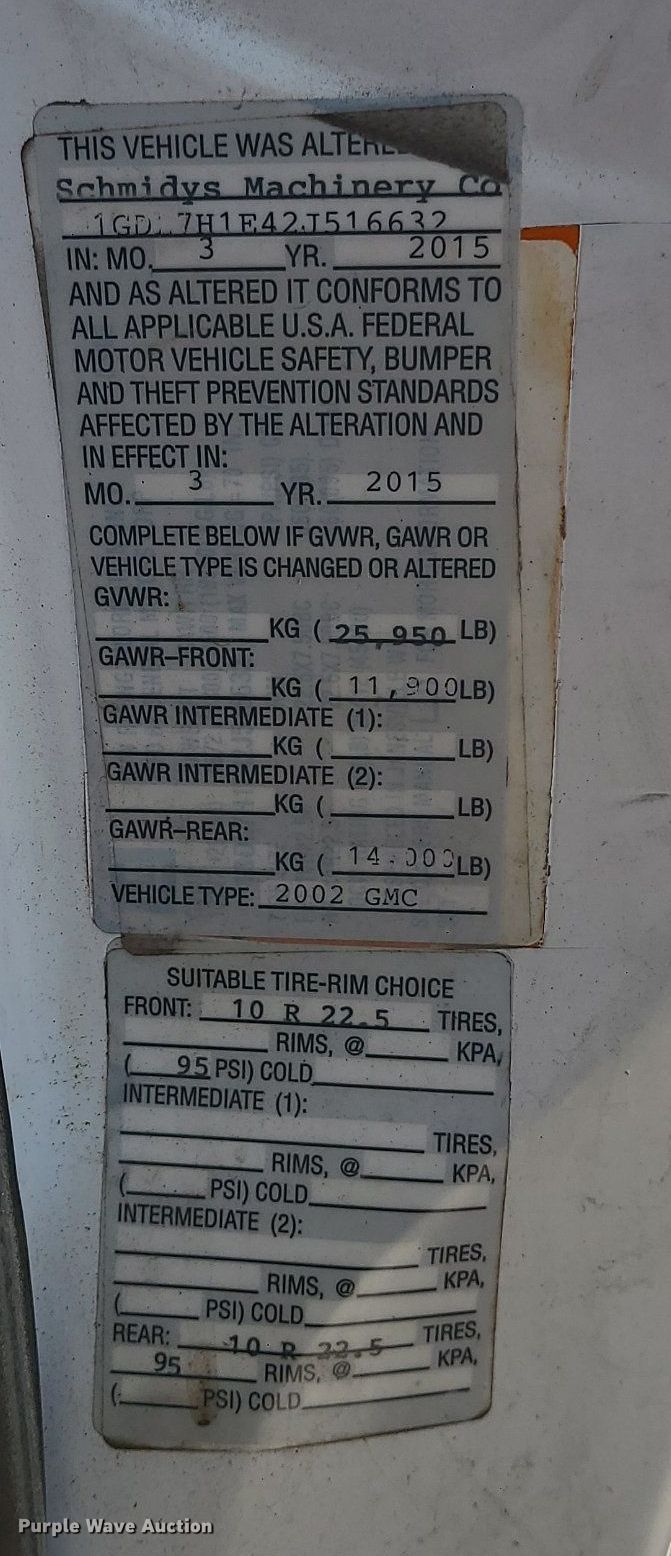 THIS VEHICLE WAS ALTERED
Schmidys Machinery Co
1GDL7H1E42J516632
IN: MO. 3 YR. 2015
AND AS ALTERED IT CONFORMS TO
ALL APPLICABLE U.S.A. FEDERAL
MOTOR VEHICLE SAFETY, BUMPER
AND THEFT PREVENTION STANDARDS
AFFECTED BY THE ALTERATION AND
IN EFFECT IN:
MO. 3 YR. 2015
COMPLETE BELOW IF GVWR, GAWR OR
VEHICLE TYPE IS CHANGED OR ALTERED
GVWR:
KG ( 25,950 LB)
GAWR–FRONT:
KG ( 11,900 LB)
GAWR INTERMEDIATE (1):
KG ( LB)
GAWR INTERMEDIATE (2):
KG ( LB)
GAWR–REAR:
KG ( 14.000 LB)
VEHICLE TYPE: 2002 GMC
SUITABLE TIRE-RIM CHOICE
FRONT: 10 R 22.5 TIRES,
RIMS, @ KPA,
( 95 PSI) COLD
INTERMEDIATE (1):
TIRES,
RIMS, @ KPA,
( PSI) COLD
INTERMEDIATE (2):
TIRES,
RIMS, @ KPA,
( PSI) COLD
REAR: 10 R 22.5 TIRES,
95 RIMS, @ KPA,
( PSI) COLD
Purple Wave Auction